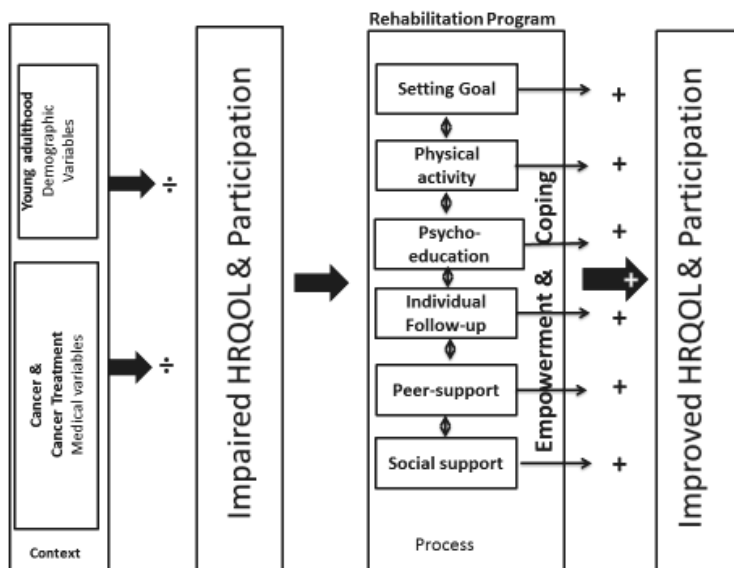 Rehabilitation Program
Young adulthood
Demographic
Variables
÷
Cancer &
Cancer Treatment
Medical variables
÷
Context
Impaired HRQOL & Participation
Setting Goal
Physical
activity
Psycho-
education
Individual
Follow-up
Peer-support
Social support
Process
Empowerment & Coping
+
+
+
+
+
+
+
Improved HRQOL & Participation